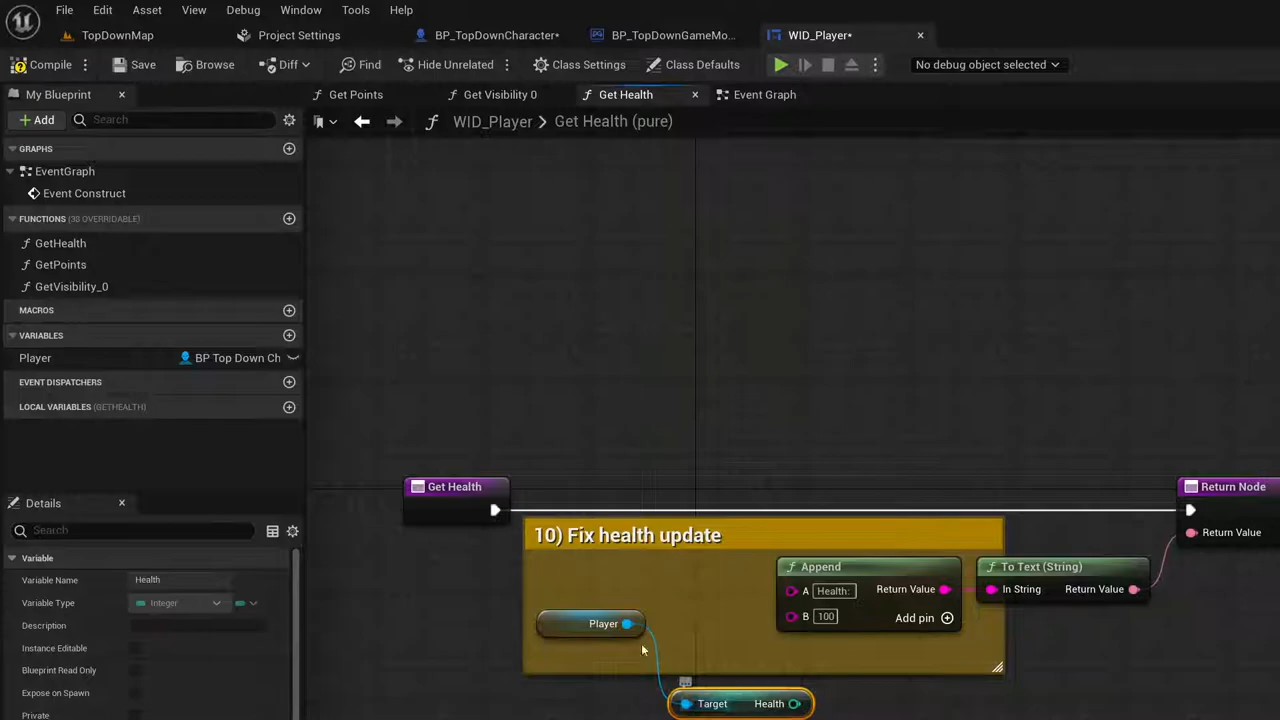 File Edit Asset View Debug Window Tools Help
TopDownMap Project Settings BP_TopDownCharacter• BP_TopDownGameMo... WID_Player•
Compile Save Browse Diff Find Hide Unrelated Class Settings Class Defaults No debug object selected
My Blueprint Get Points Get Visibility 0 Get Health Event Graph
Add Search WID_Player > Get Health (pure)
GRAPHS
EventGraph
Event Construct
FUNCTIONS (38 OVERRIDABLE)
GetHealth
GetPoints
GetVisibility_0
MACROS
VARIABLES
Player BP Top Down Ch
EVENT DISPATCHERS
LOCAL VARIABLES (GETHEALTH)
Details
Search
Variable
Variable Name Health
Variable Type Integer
Description
Instance Editable
Blueprint Read Only
Expose on Spawn
Private
Get Health
Return Node
Return Value
10) Fix health update
Append
A Health: Return Value
B 100 Add pin
To Text (String)
In String Return Value
Player
Target Health